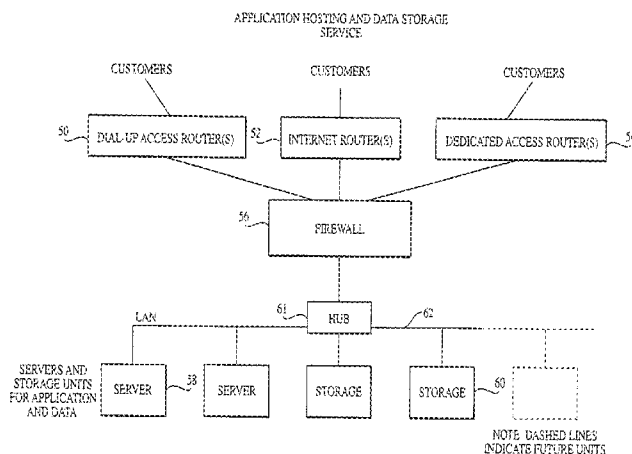 APPLICATION HOSTING AND DATA STORAGE
SERVICE
CUSTOMERS
CUSTOMERS
CUSTOMERS
50
DIAL-UP ACCESS ROUTER(S)
52
INTERNET ROUTER(S)
DEDICATED ACCESS ROUTER(S)
56
FIREWALL
61
HUB
62
LAN
SERVERS AND
STORAGE UNITS
FOR APPLICATION
AND DATA
SERVER
58
SERVER
STORAGE
STORAGE
60
NOTE DASHED LINES
INDICATE FUTURE UNITS